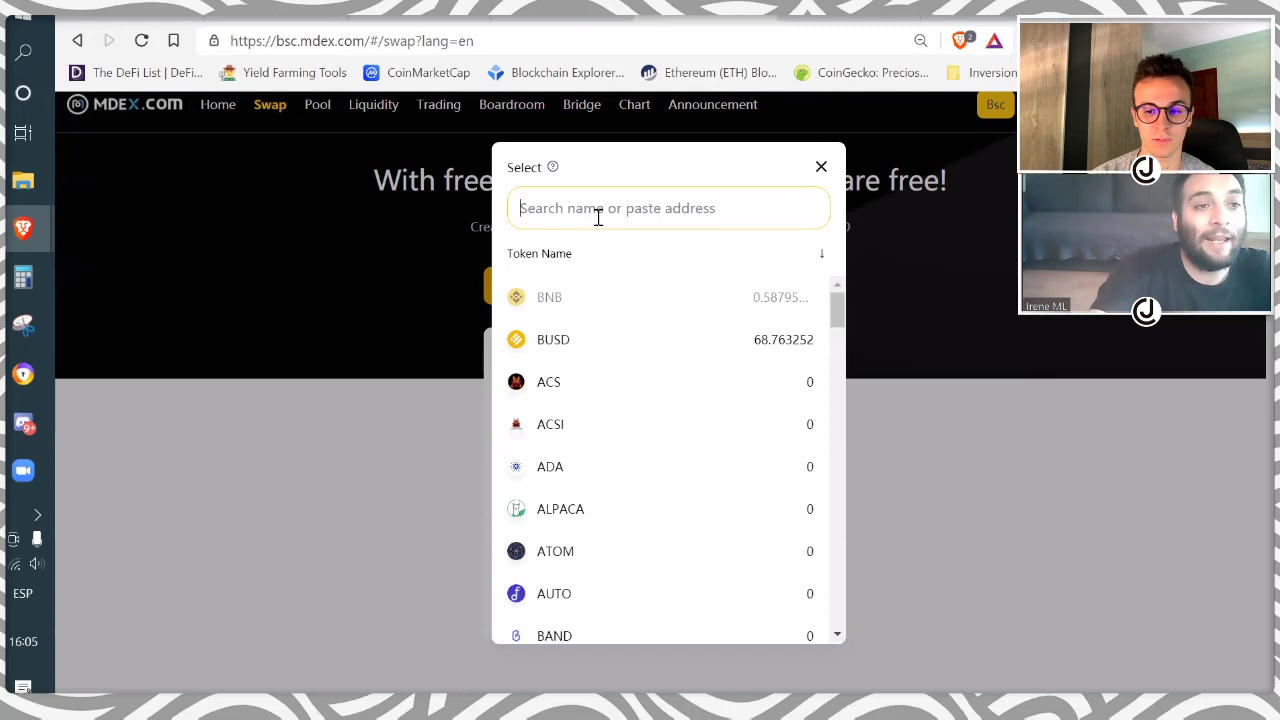 https://bsc.mdex.com/#/swap?lang=en
2
The DeFi List | DeFi...
Yield Farming Tools
CoinMarketCap
Blockchain Explorer...
Ethereum (ETH) Blo...
CoinGecko: Precios...
Inversion
MDEX.COM
Home
Swap
Pool
Liquidity
Trading
Boardroom
Bridge
Chart
Announcement
Bsc
With free
are free!
Select
Search name or paste address
Token Name
BNB 0.58795...
BUSD 68.763252
ACS 0
ACSI 0
ADA 0
ALPACA 0
ATOM 0
AUTO 0
BAND 0
Irene ML
9+
ESP
16:05